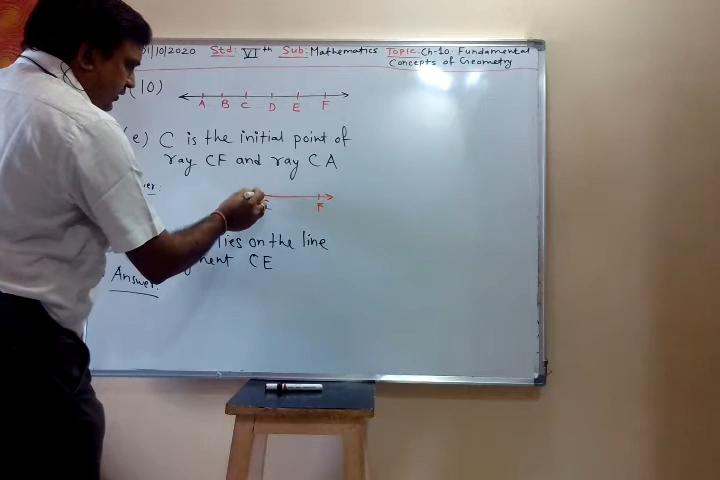 01/10/2020 Std: VI th Sub: Mathematics Topic: Ch-10 Fundamental
Concepts of Geometry
(10)
A B C D E F
(e) C is the initial point of
ray CF and ray CA
F
lies on the line
CE
Answer: